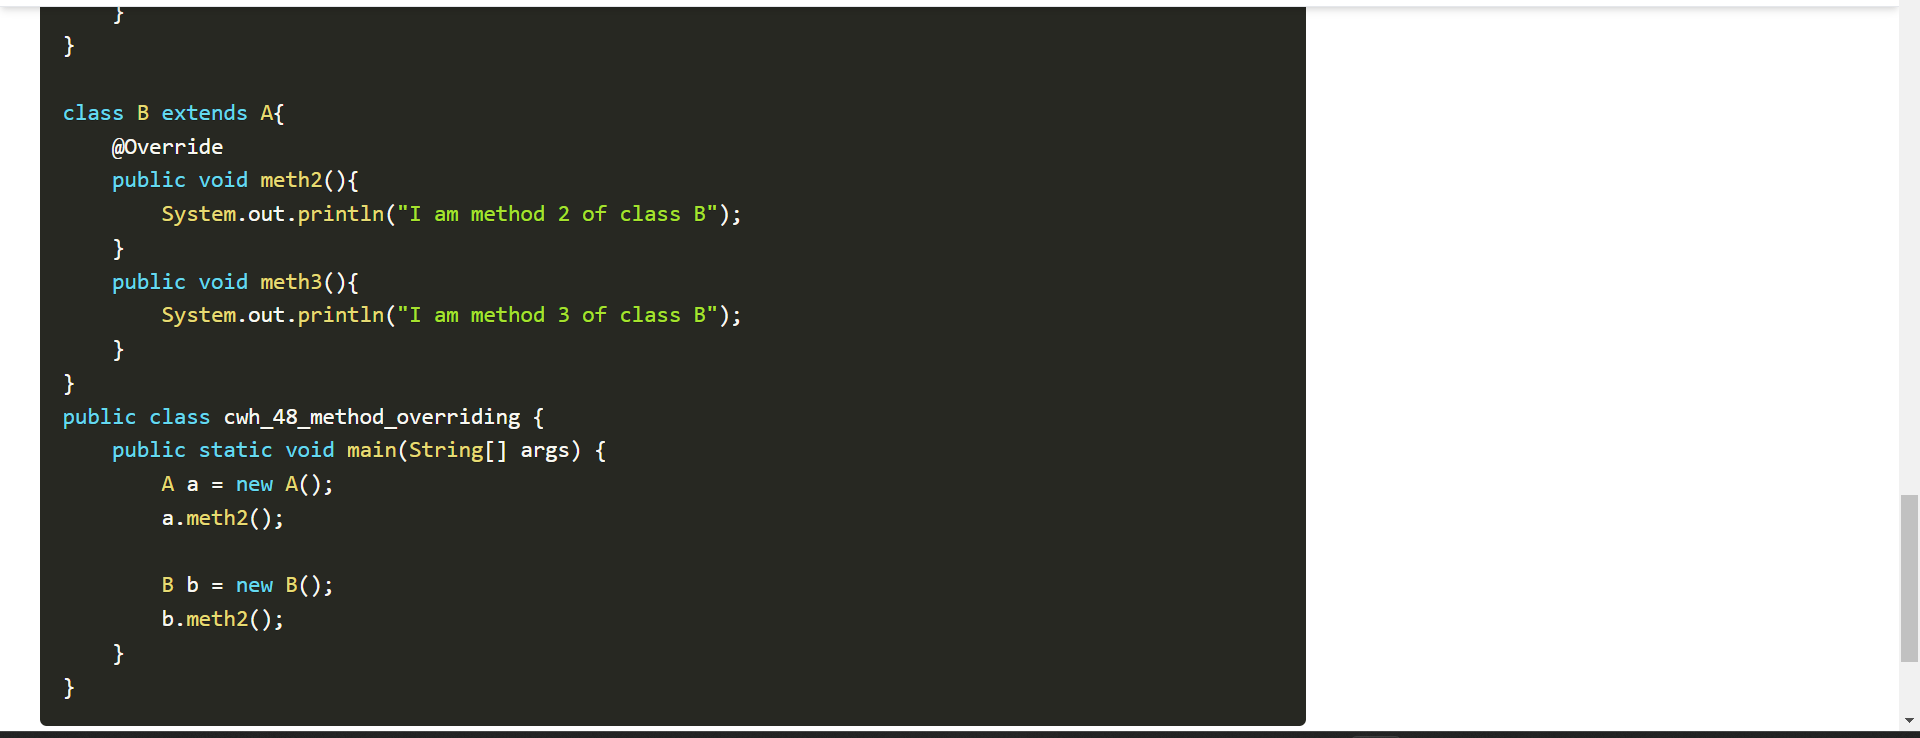 }
}

class B extends A{
    @Override
    public void meth2(){
        System.out.println("I am method 2 of class B");
    }
    public void meth3(){
        System.out.println("I am method 3 of class B");
    }
}
public class cwh_48_method_overriding {
    public static void main(String[] args) {
        A a = new A();
        a.meth2();

        B b = new B();
        b.meth2();
    }
}